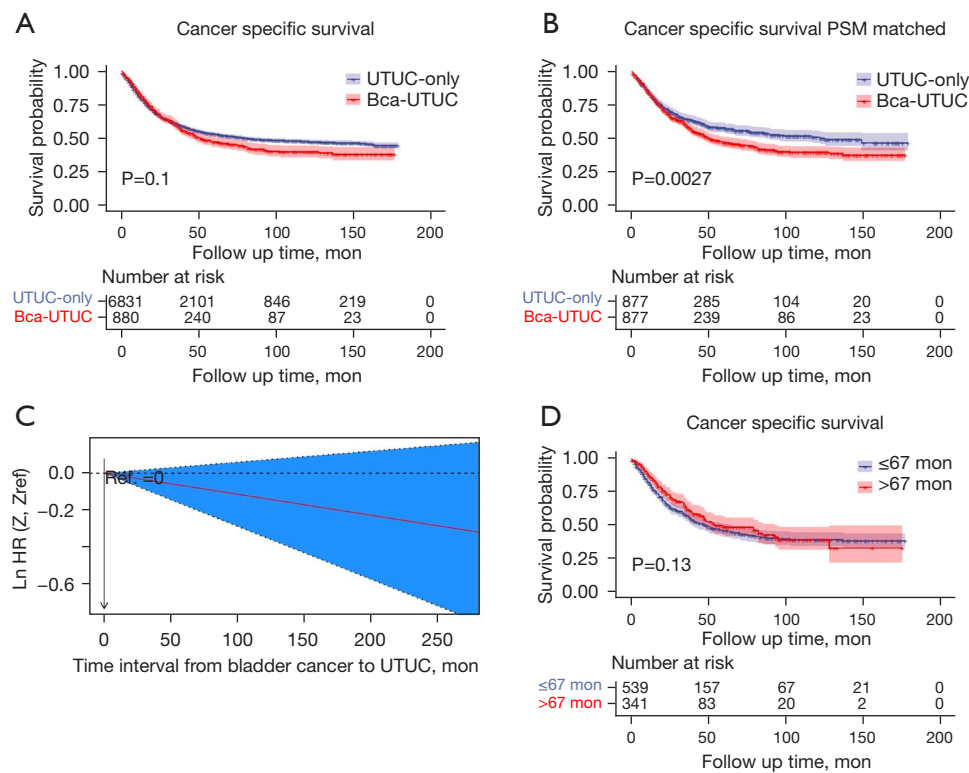 A
Cancer specific survival
Survival probability
1.00
0.75
0.50
0.25
0.00
UTUC-only
Bca-UTUC
P=0.1
0 50 100 150 200
Follow up time, mon
Number at risk
UTUC-only 6831 2101 846 219 0
Bca-UTUC 880 240 87 23 0
0 50 100 150 200
Follow up time, mon
B
Cancer specific survival PSM matched
Survival probability
1.00
0.75
0.50
0.25
0.00
UTUC-only
Bca-UTUC
P=0.0027
0 50 100 150 200
Follow up time, mon
Number at risk
UTUC-only 877 285 104 20 0
Bca-UTUC 877 239 86 23 0
0 50 100 150 200
Follow up time, mon
C
Ln HR (Z, Zref)
0.0
−0.2
−0.4
−0.6
Ref. =0
0 50 100 150 200 250
Time interval from bladder cancer to UTUC, mon
D
Cancer specific survival
Survival probability
1.00
0.75
0.50
0.25
0.00
≤67 mon
>67 mon
P=0.13
0 50 100 150 200
Follow up time, mon
Number at risk
≤67 mon 539 157 67 21 0
>67 mon 341 83 20 2 0
0 50 100 150 200
Follow up time, mon